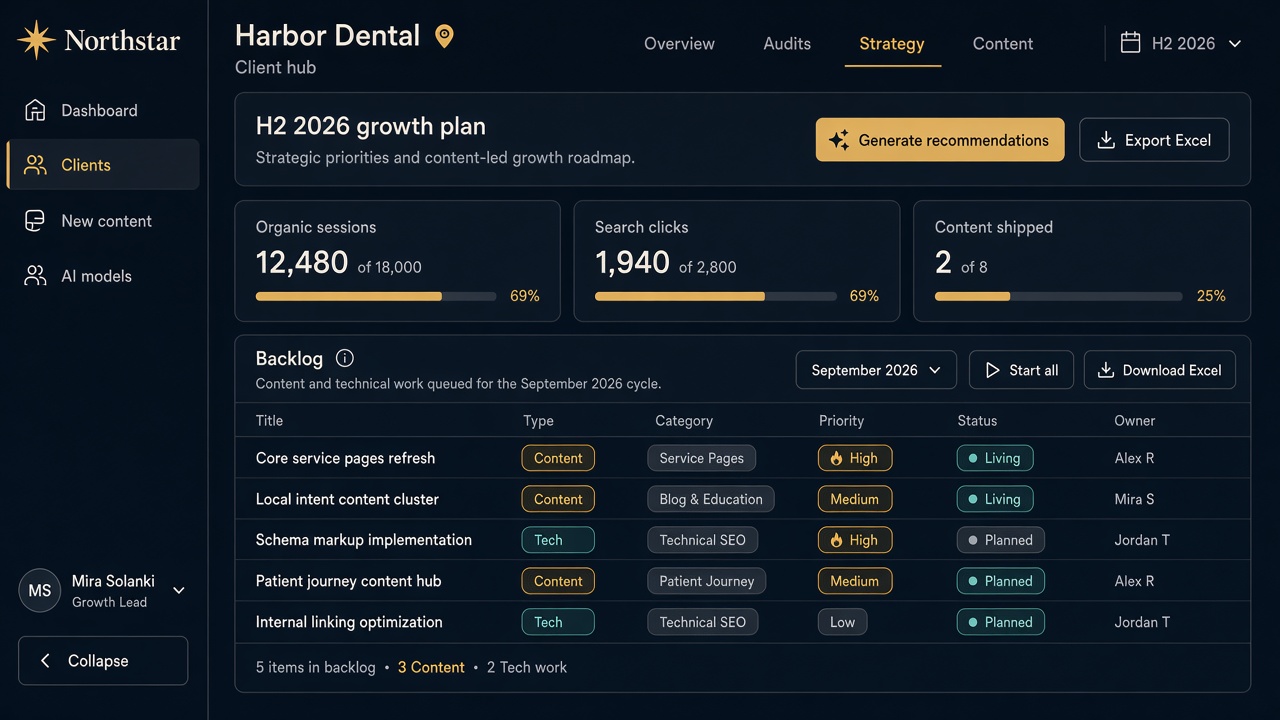 Northstar
Dashboard
Clients
New content
AI models
MS
Mira Solanki
Growth Lead
Collapse
Harbor Dental
Client hub
Overview
Audits
Strategy
Content
H2 2026
H2 2026 growth plan
Strategic priorities and content-led growth roadmap.
Generate recommendations
Export Excel
Organic sessions
12,480 of 18,000
69%
Search clicks
1,940 of 2,800
69%
Content shipped
2 of 8
25%
Backlog
Content and technical work queued for the September 2026 cycle.
September 2026
Start all
Download Excel
Title Type Category Priority Status Owner
Core service pages refresh Content Service Pages High Living Alex R
Local intent content cluster Content Blog & Education Medium Living Mira S
Schema markup implementation Tech Technical SEO High Planned Jordan T
Patient journey content hub Content Patient Journey Medium Planned Alex R
Internal linking optimization Tech Technical SEO Low Planned Jordan T
5 items in backlog • 3 Content • 2 Tech work